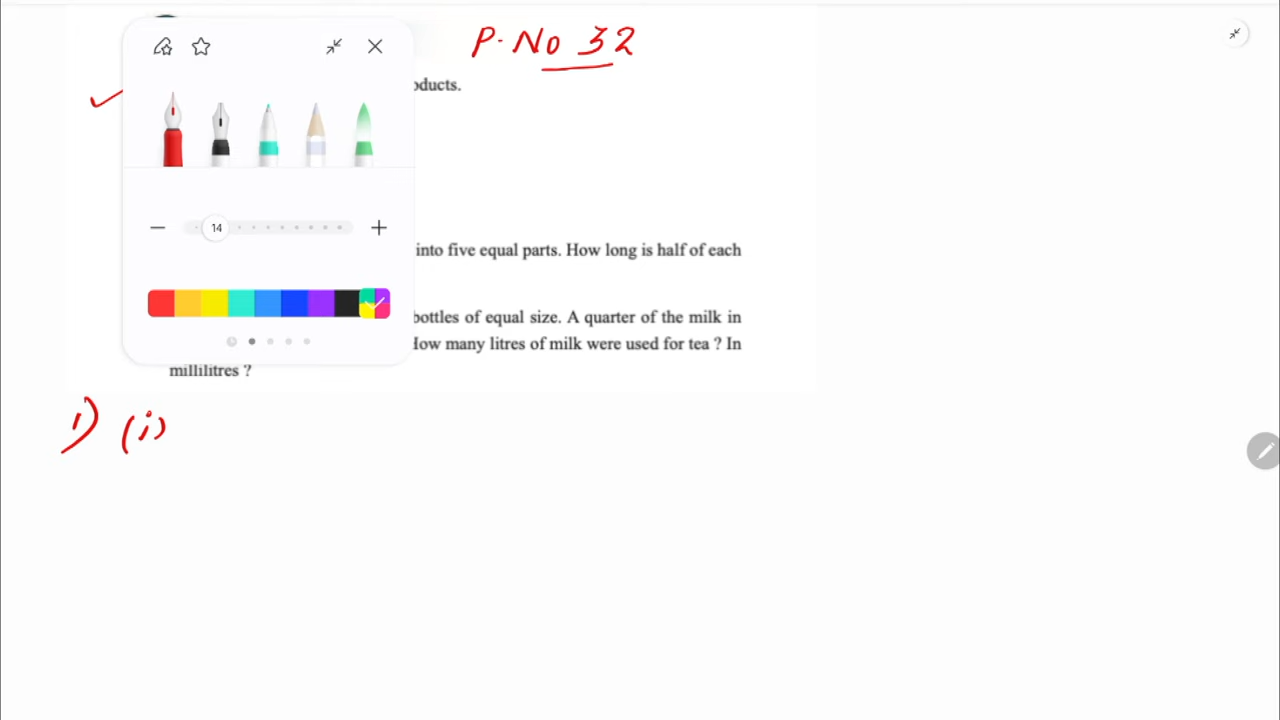 P. No 32
oducts.
14
into five equal parts. How long is half of each
bottles of equal size. A quarter of the milk in
How many litres of milk were used for tea ? In
millilitres ?
1) (i)